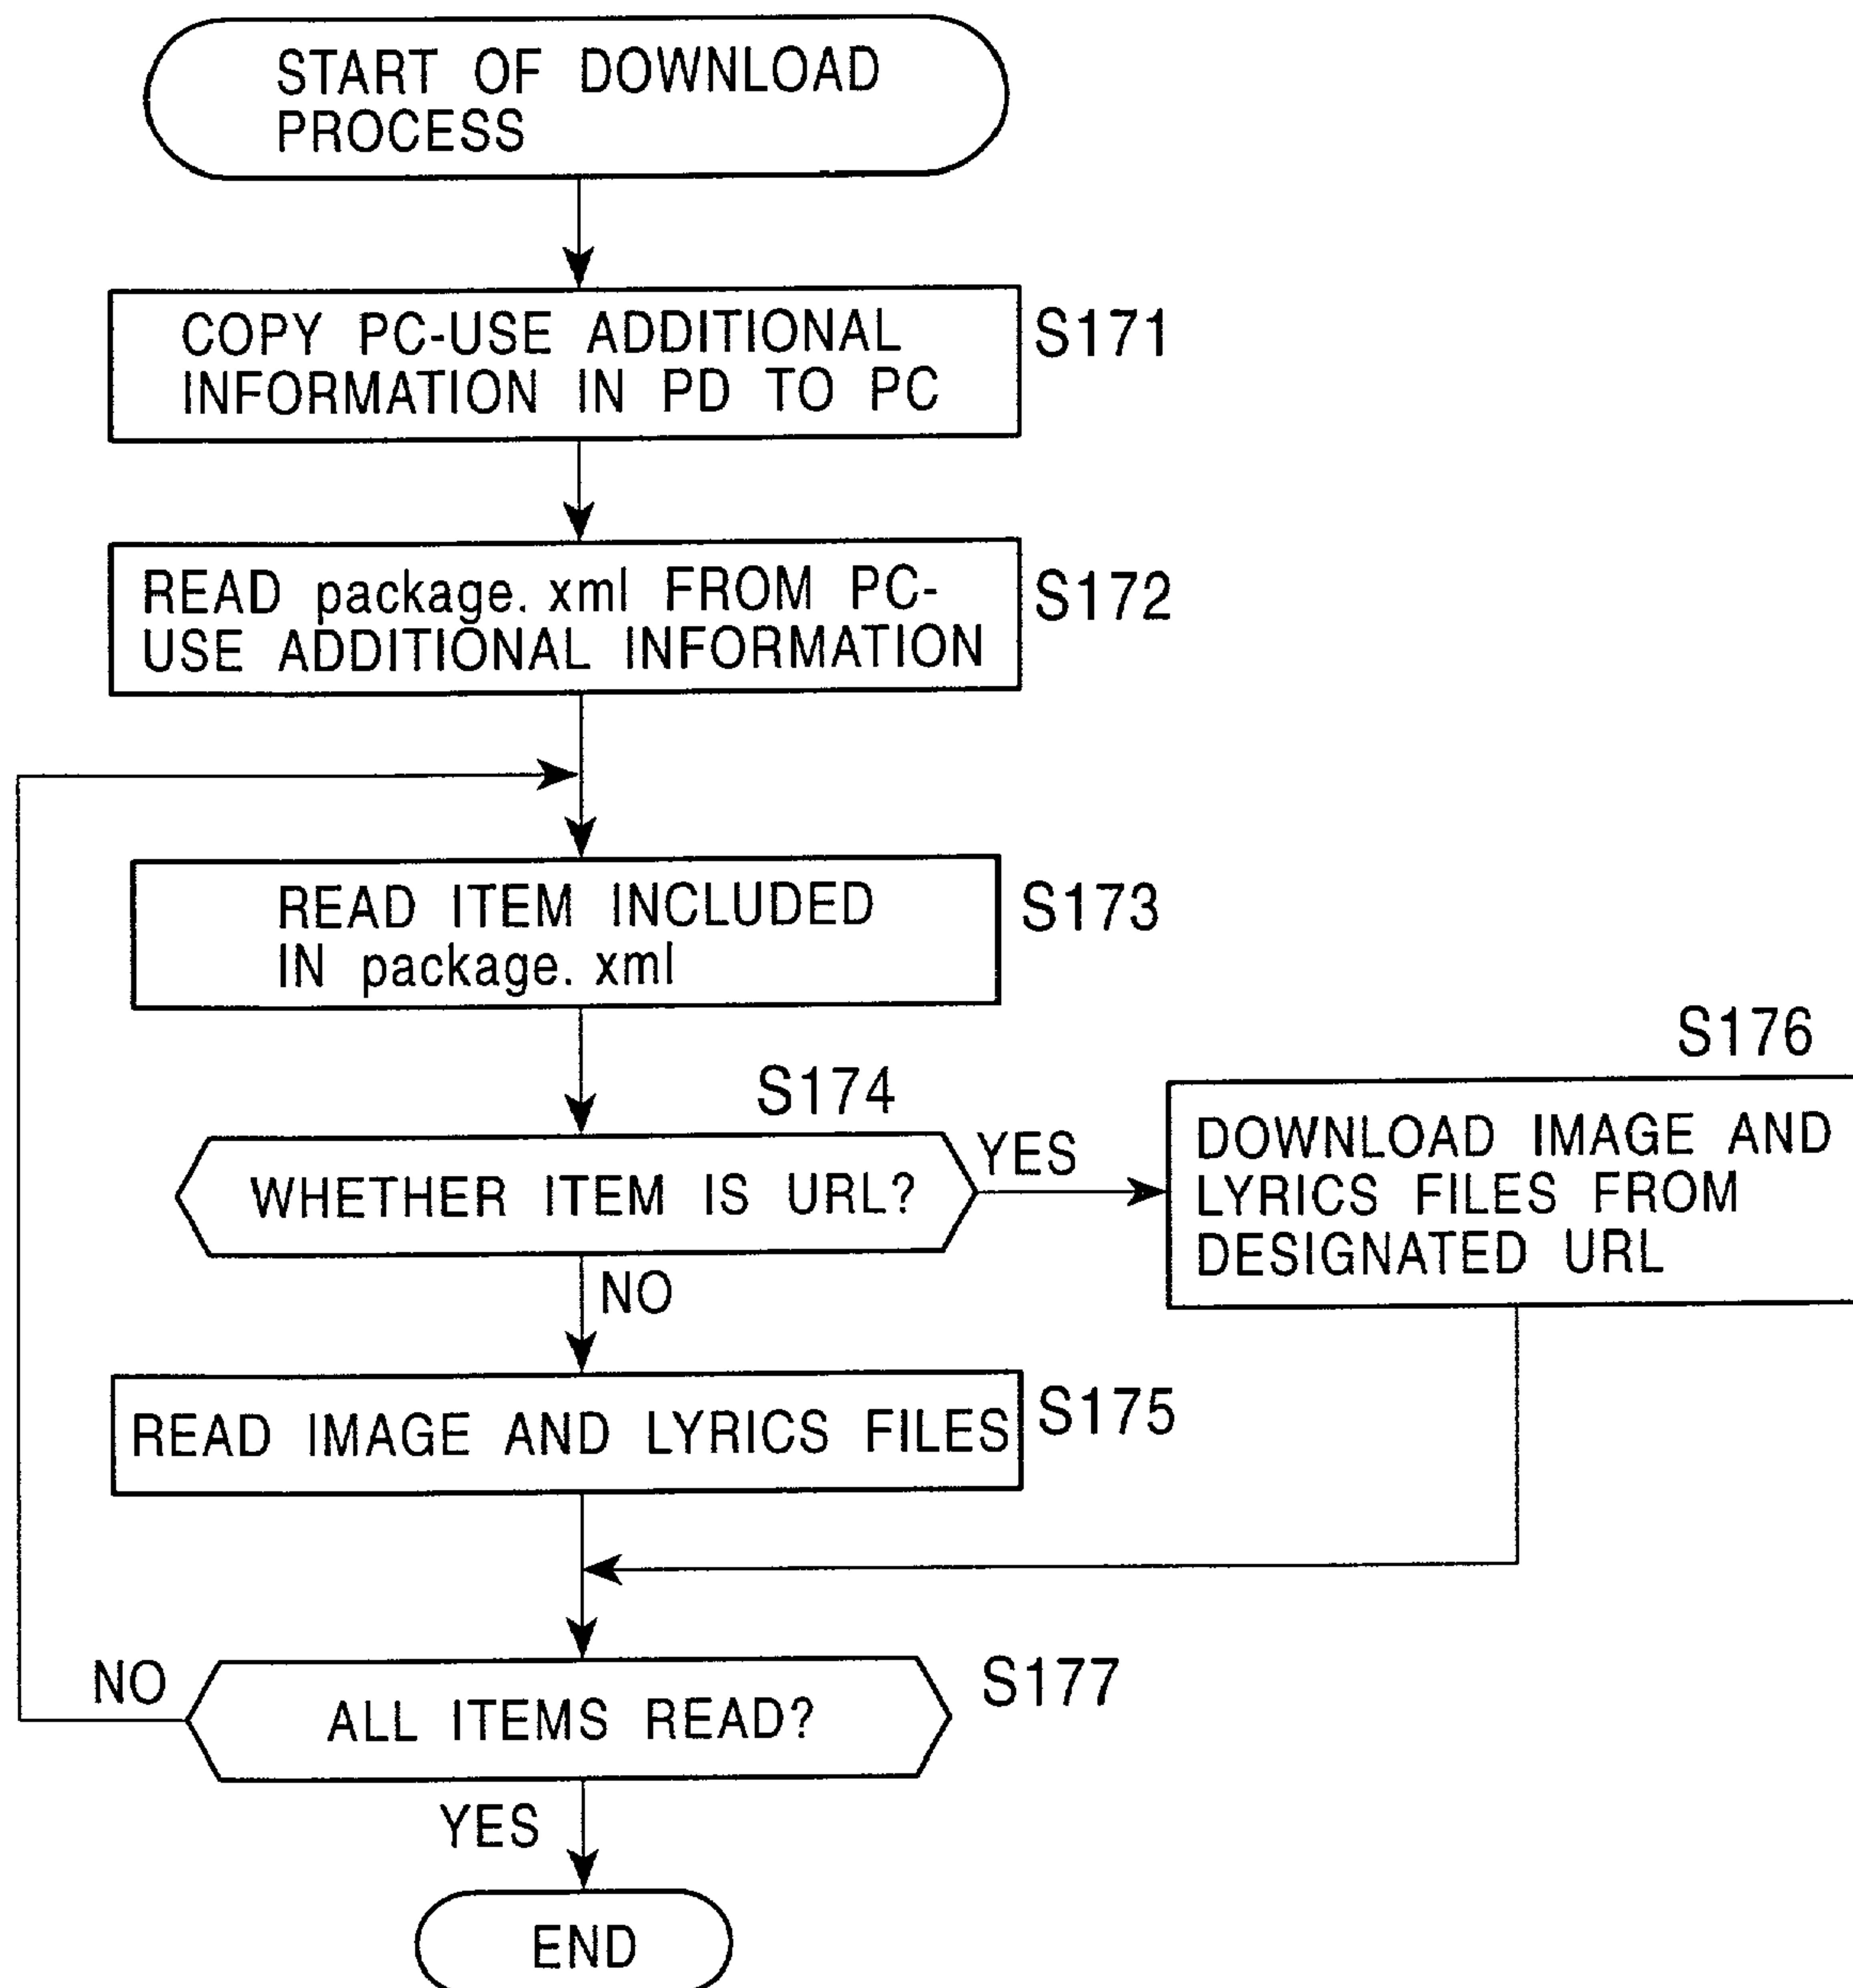 START OF DOWNLOAD
PROCESS
COPY PC-USE ADDITIONAL
INFORMATION IN PD TO PC
S171
READ package. xml FROM PC-
USE ADDITIONAL INFORMATION
S172
READ ITEM INCLUDED
IN package. xml
S173
S174
WHETHER ITEM IS URL?
YES
S176
DOWNLOAD IMAGE AND
LYRICS FILES FROM
DESIGNATED URL
NO
READ IMAGE AND LYRICS FILES
S175
NO
ALL ITEMS READ?
S177
YES
END